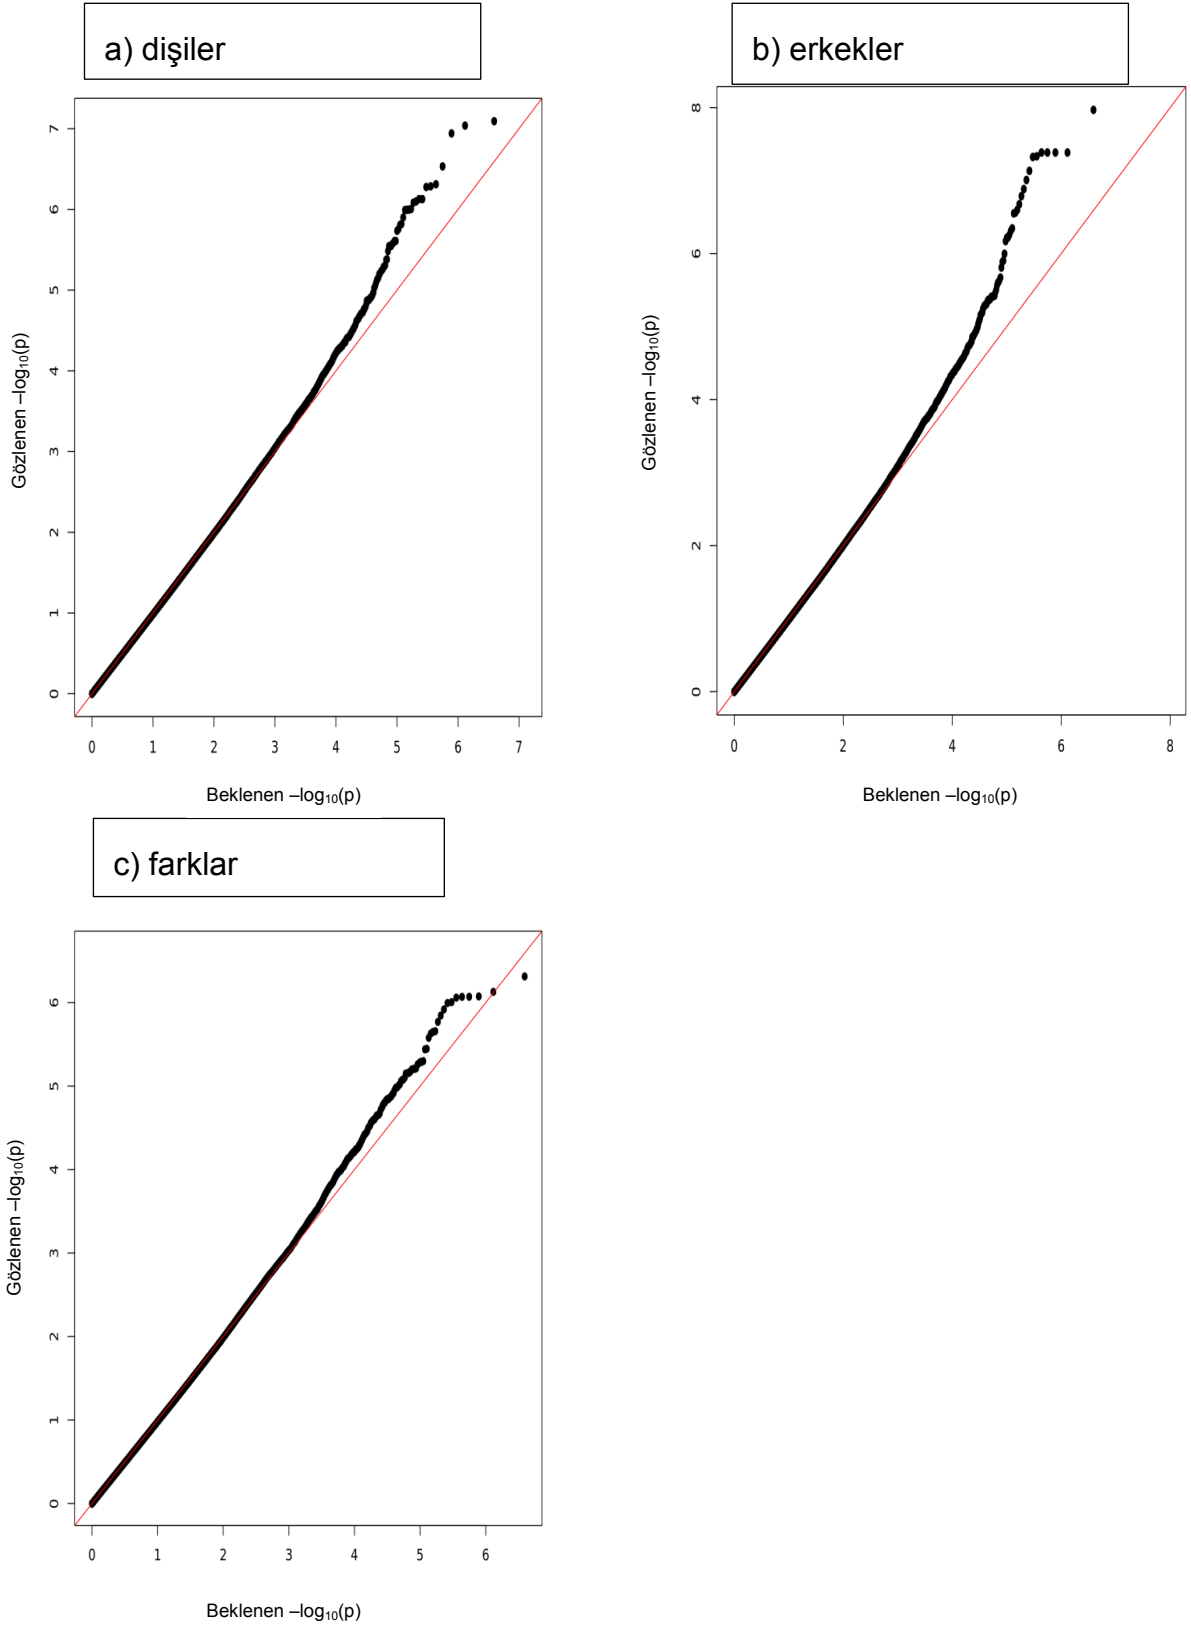 a) dişiler
b) erkekler
7
6
5
4
3
2
1
0
Gözlenen –log₁₀(p)
0 1 2 3 4 5 6 7
Beklenen –log₁₀(p)
8
6
4
2
0
Gözlenen –log₁₀(p)
0 2 4 6 8
Beklenen –log₁₀(p)
c) farklar
6
5
4
3
2
1
0
Gözlenen –log₁₀(p)
0 1 2 3 4 5 6
Beklenen –log₁₀(p)